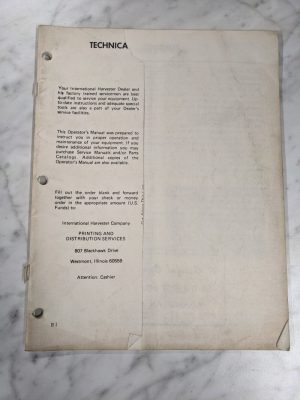 TECHNICA
Your International Harvester Dealer and
his factory trained servicemen are best
qualified to service your equipment. Up-
to-date instructions and adequate special
tools are also a part of your Dealer's
service facilities.
This Operator's Manual was prepared to
instruct you in proper operation and
maintenance of your equipment. If you
desire additional information you may
purchase Service Manuals and/or Parts
Catalogs. Additional copies of the
Operator's Manual are also available.
Fill out the order blank and forward
together with your check or money
order in the appropriate amount (U.S.
Funds) to:
International Harvester Company
PRINTING AND
DISTRIBUTION SERVICES
907 Blackhawk Drive
Westmont, Illinois 60559
Attention: Cashier